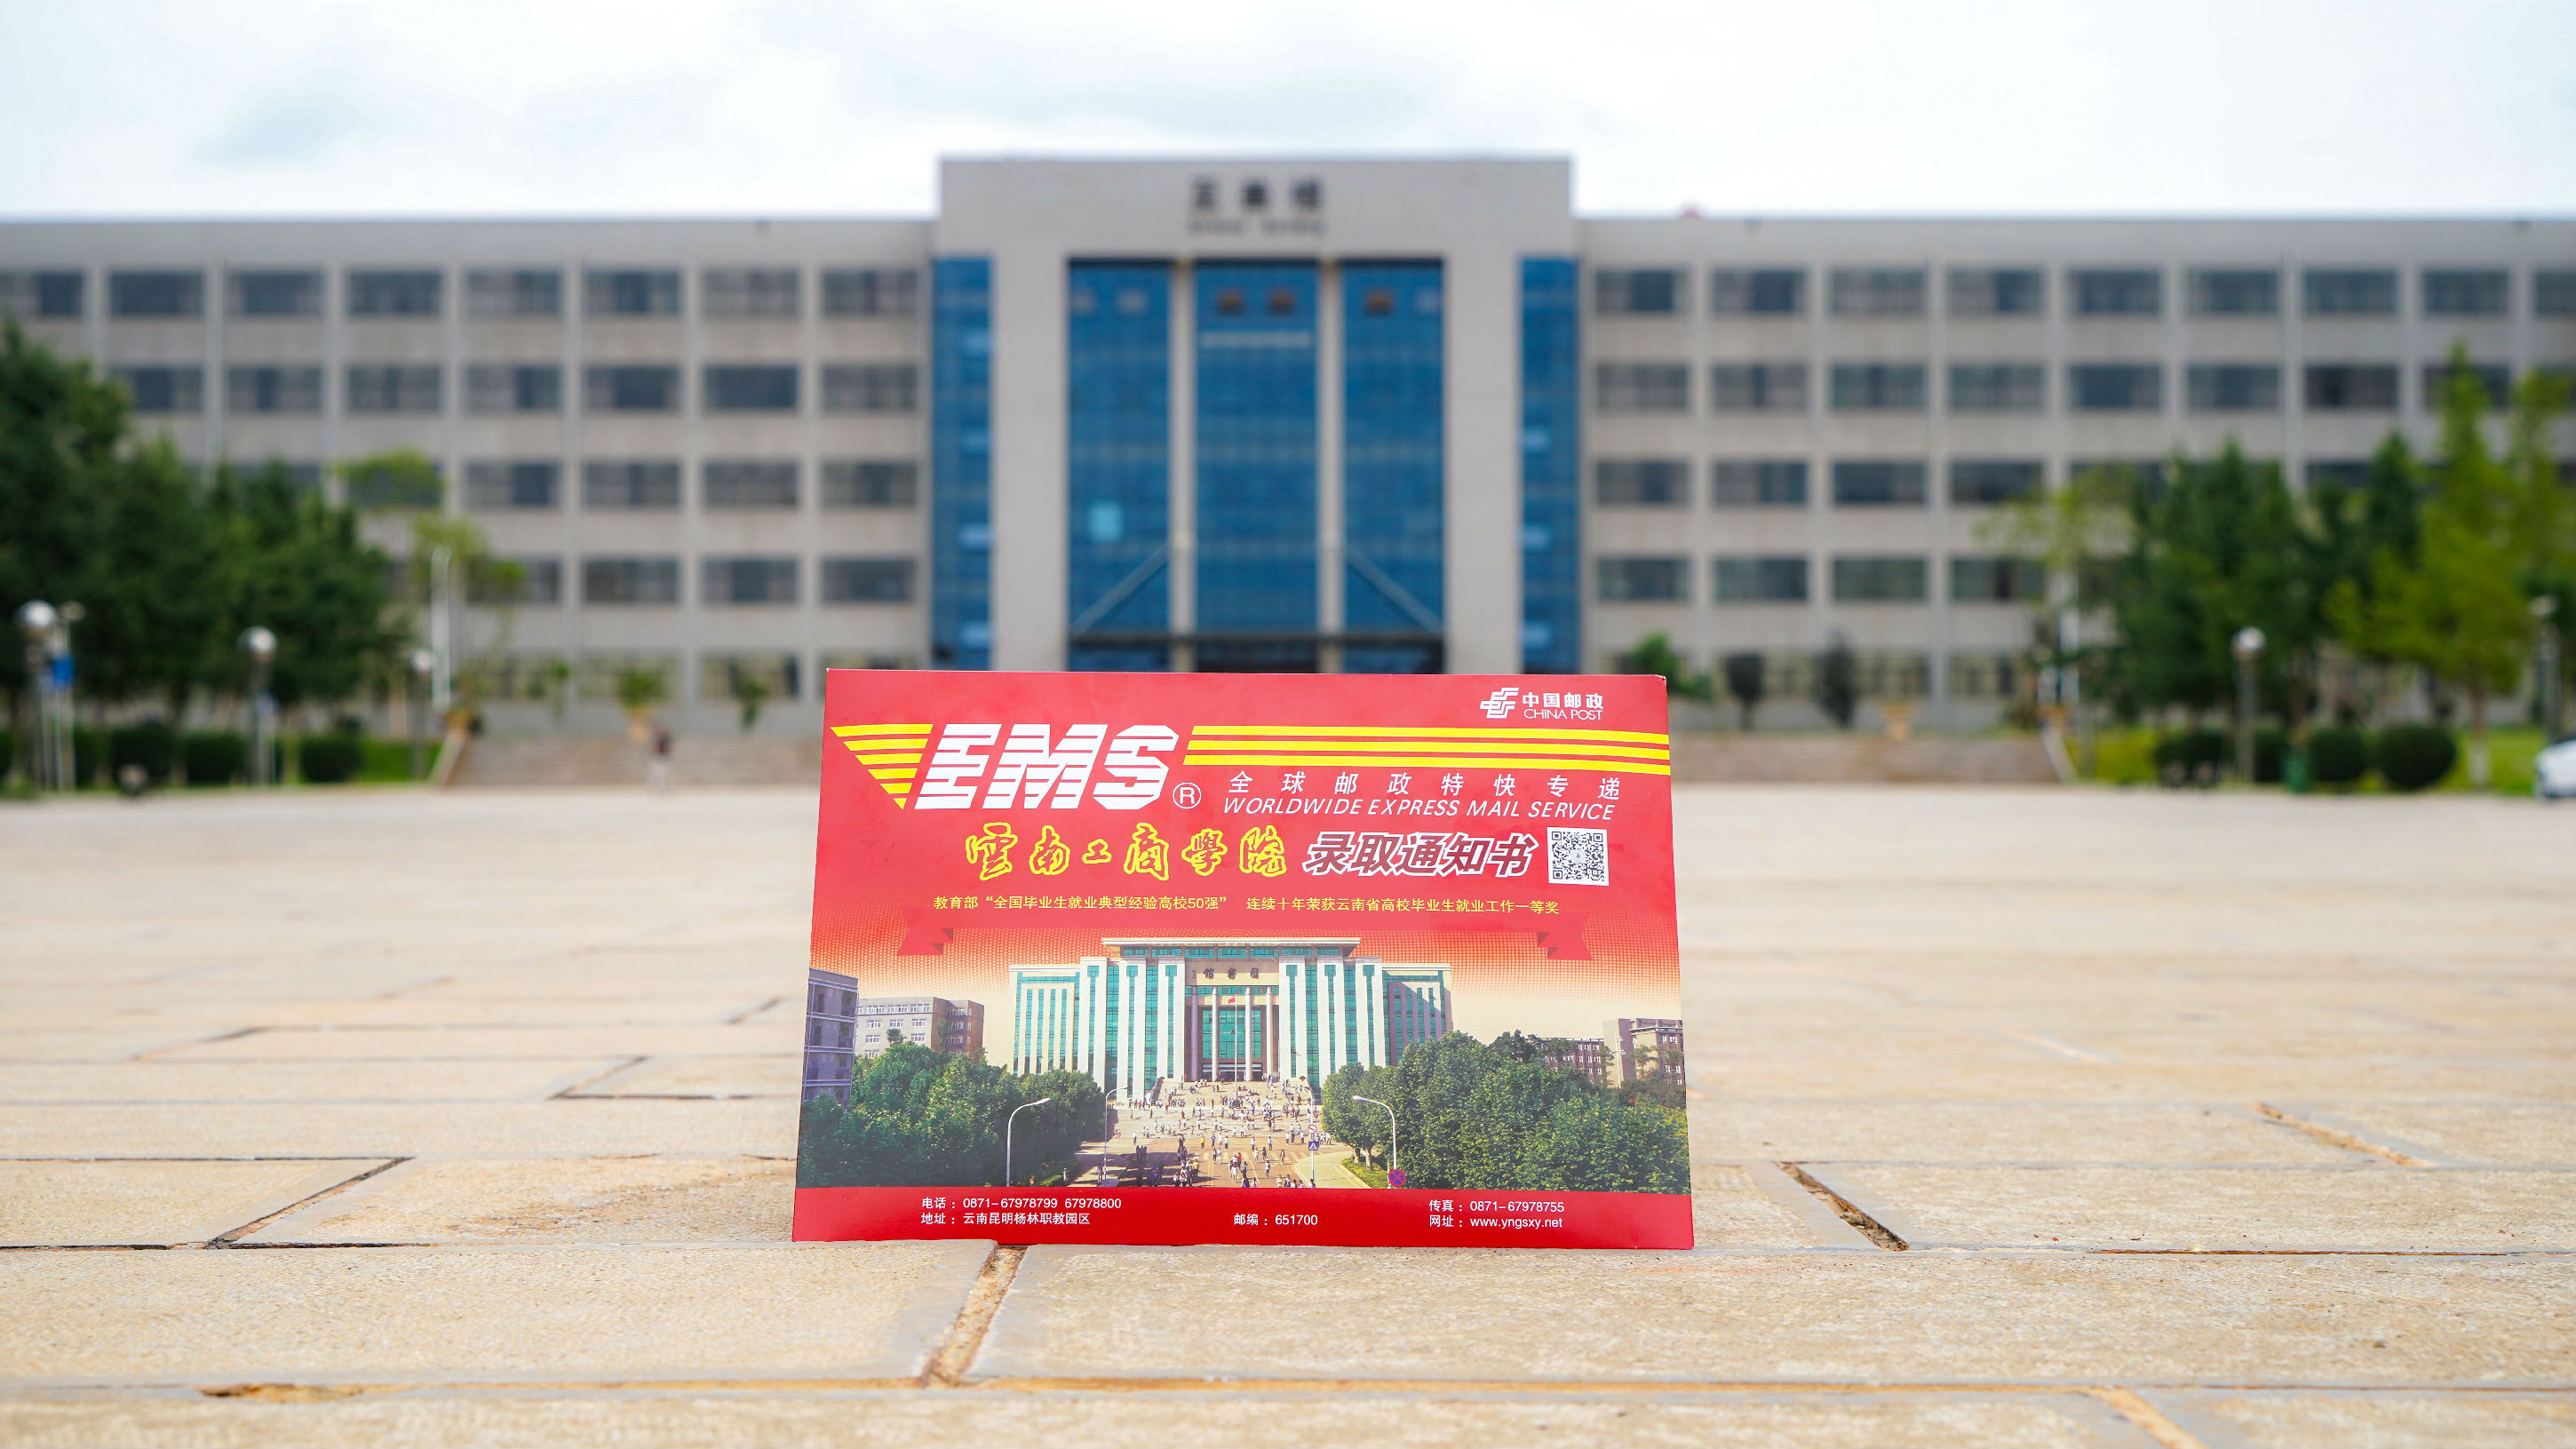 中国邮政
CHINA POST
EMS®
全球邮政特快专递
WORLDWIDE EXPRESS MAIL SERVICE
雲南工商學院 录取通知书
教育部“全国毕业生就业典型经验高校50强” 连续十年荣获云南省高校毕业生就业工作一等奖
图书馆
电话：0871-67978799 67978800
地址：云南昆明杨林职教园区
邮编：651700
传真：0871-67978755
网址：www.yngsxy.net